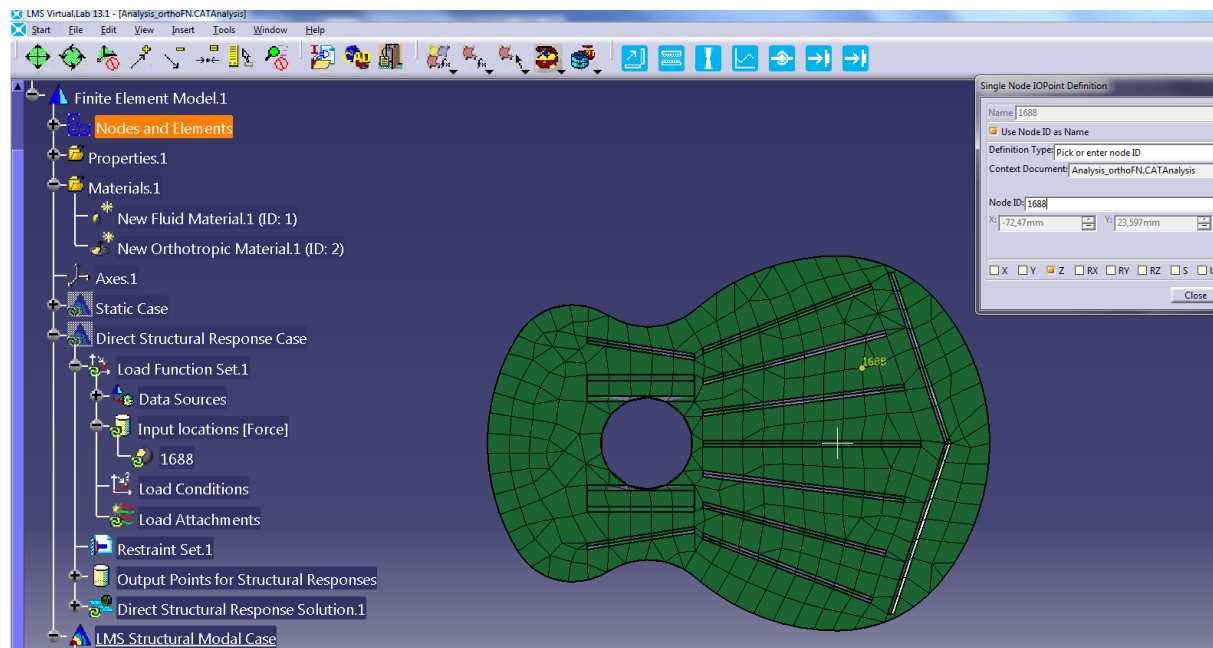 LMS Virtual.Lab 13.1 - [Analysis_orthoFN.CATAnalysis]
Start File Edit View Insert Tools Window Help
Finite Element Model.1
Nodes and Elements
Properties.1
Materials.1
New Fluid Material.1 (ID: 1)
New Orthotropic Material.1 (ID: 2)
Axes.1
Static Case
Direct Structural Response Case
Load Function Set.1
Data Sources
Input locations [Force]
1688
Load Conditions
Load Attachments
Restraint Set.1
Output Points for Structural Responses
Direct Structural Response Solution.1
LMS Structural Modal Case
1688
Single Node IOPoint Definition
Name 1688
Use Node ID as Name
Definition Type: Pick or enter node ID
Context Document: Analysis_orthoFN.CATAnalysis
Node ID: 1688
X: -72,47mm Y: 23,597mm
X Y Z RX RY RZ S
Close